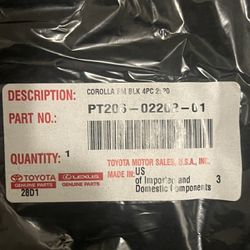 DESCRIPTION: COROLLA FM BLK 4PC 2020
PART NO.: PT206-02202-01
QUANTITY: 1
TOYOTA MOTOR SALES, U.S.A., INC.
TOYOTA LEXUS MADE IN: US
GENUINE PARTS GENUINE PARTS of Imported and 3
28D1 Domestic Components